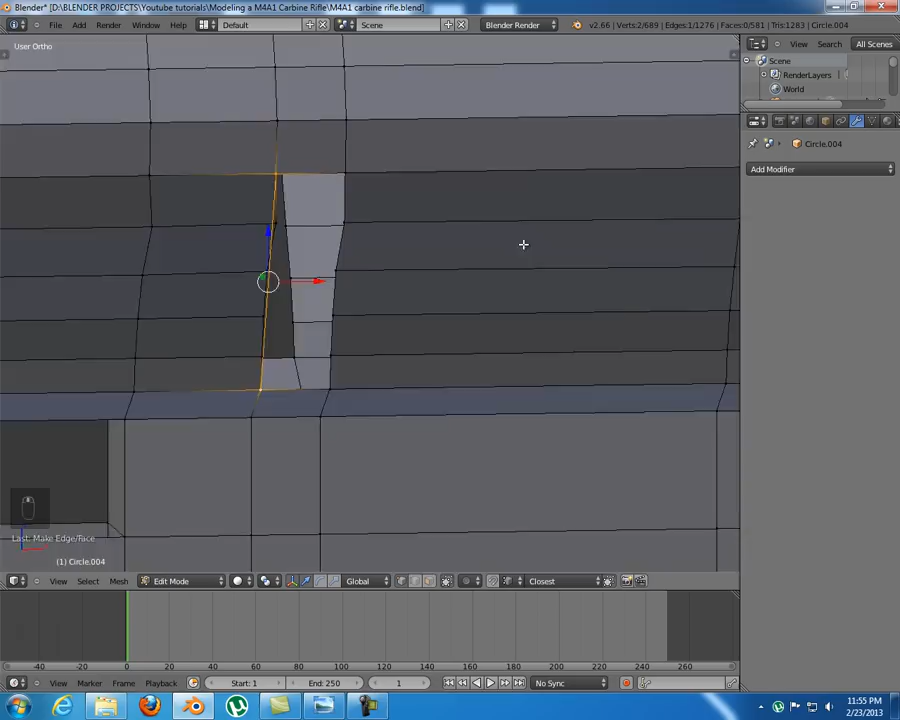 Blender* [D:\BLENDER PROJECTS\Youtube tutorials\Modeling a M4A1 Carbine Rifle\M4A1 carbine rifle.blend]
File Add Render Window Help Default Scene Blender Render v2.66 | Verts:2/689 | Edges:1/1276 | Faces:0/581 | Tris:1283 | Circle.004
User Ortho
View Search All Scenes
Scene
RenderLayers
World
Circle.004
Add Modifier
Last: Make Edge/Face
(1) Circle.004
View Select Mesh Edit Mode Global Closest
-40 -20 0 20 40 60 80 100 120 140 160 180 200 220 240 260
View Marker Frame Playback Start: 1 End: 250 1 No Sync
11:55 PM
2/23/2013